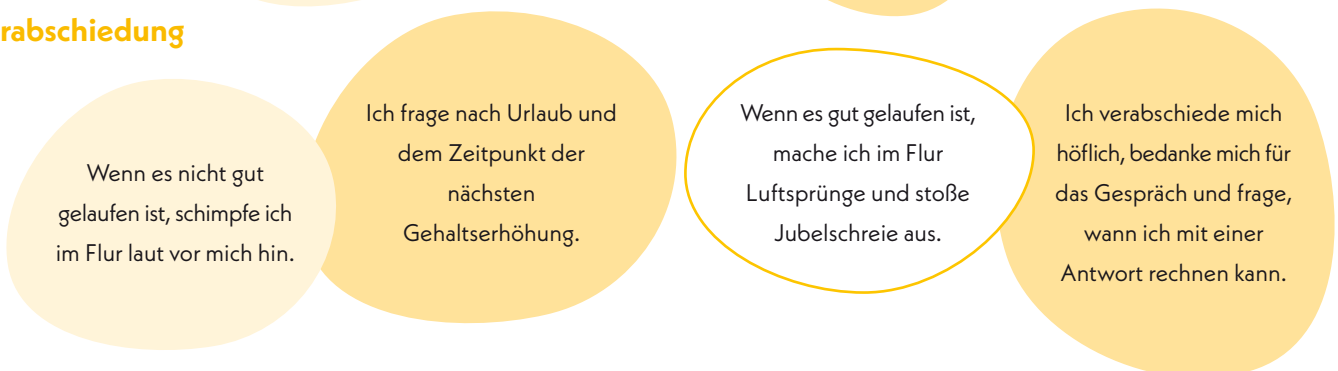 rabschiedung
Wenn es nicht gut
gelaufen ist, schimpfe ich
im Flur laut vor mich hin.
Ich frage nach Urlaub und
dem Zeitpunkt der
nächsten
Gehaltserhöhung.
Wenn es gut gelaufen ist,
mache ich im Flur
Luftsprünge und stoße
Jubelschreie aus.
Ich verabschiede mich
höflich, bedanke mich für
das Gespräch und frage,
wann ich mit einer
Antwort rechnen kann.